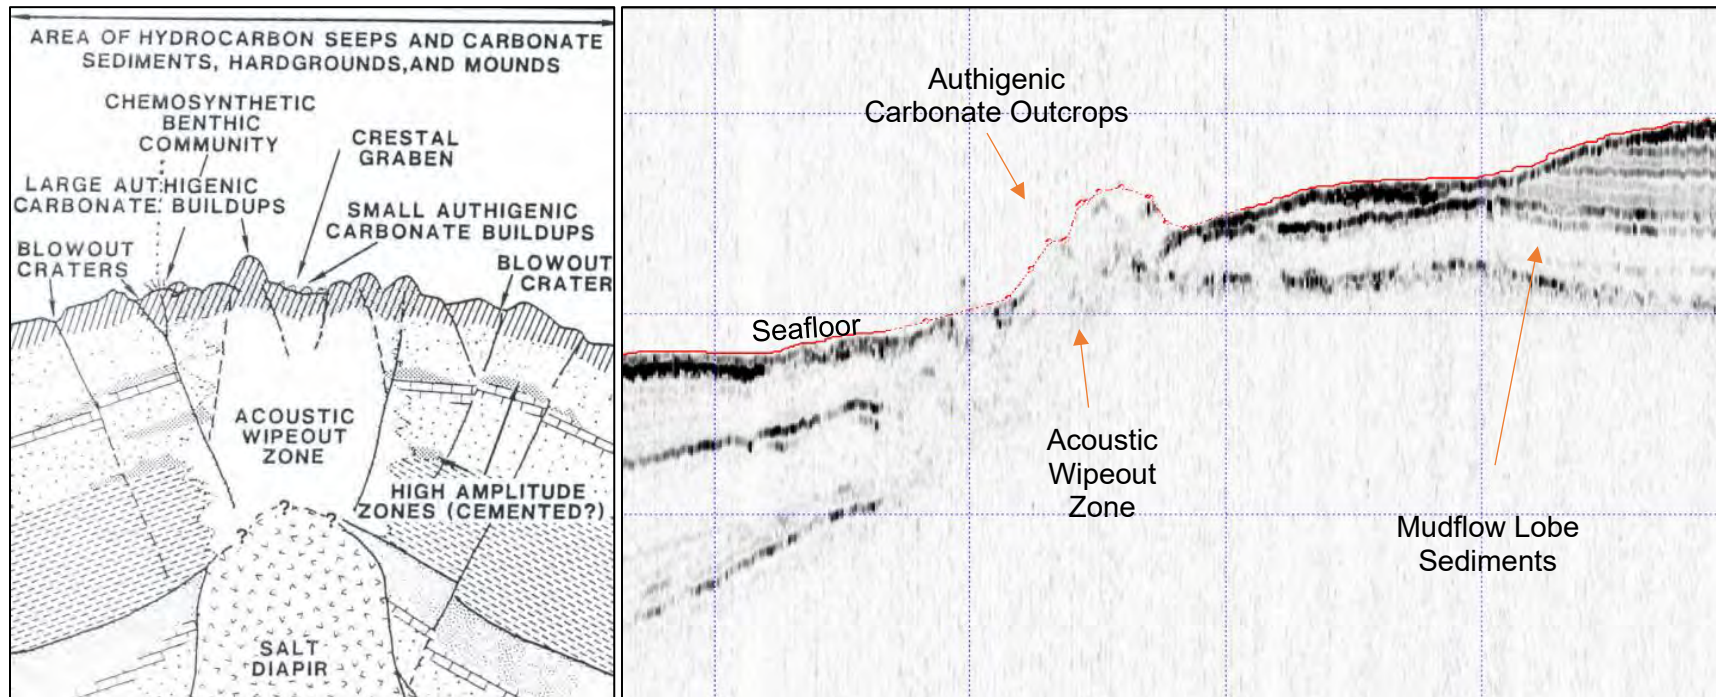 AREA OF HYDROCARBON SEEPS AND CARBONATE
SEDIMENTS, HARDGROUNDS,AND MOUNDS
CHEMOSYNTHETIC
BENTHIC
COMMUNITY
CRESTAL
GRABEN
LARGE AUTHIGENIC
CARBONATE BUILDUPS
SMALL AUTHIGENIC
CARBONATE BUILDUPS
BLOWOUT
CRATERS
BLOWOUT
CRATER
ACOUSTIC
WIPEOUT
ZONE
HIGH AMPLITUDE
ZONES (CEMENTED?)
?
?
?
?
SALT
DIAPIR
Authigenic
Carbonate Outcrops
Seafloor
Acoustic
Wipeout
Zone
Mudflow Lobe
Sediments